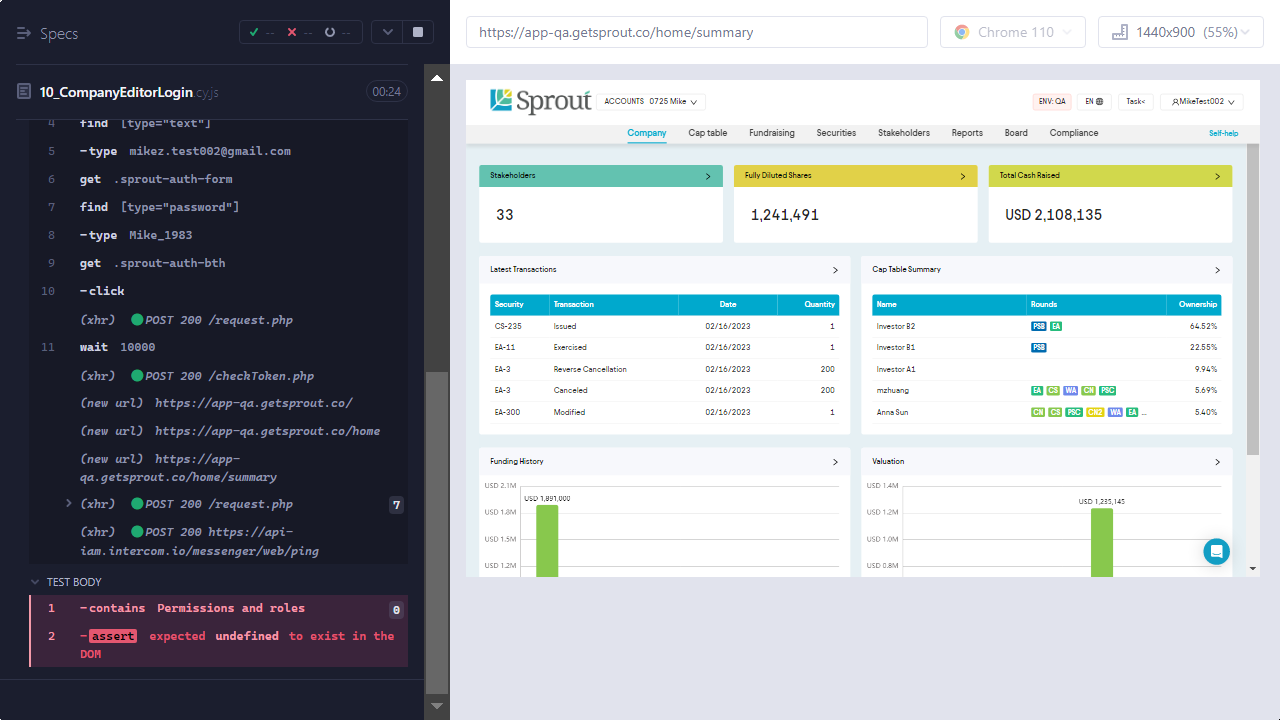 Specs
--
--
--
https://app-qa.getsprout.co/home/summary
Chrome 110
1440x900 (55%)
10_CompanyEditorLogin.cy.js
00:24
4 find [type="text"]
5 -type mikez.test002@gmail.com
6 get .sprout-auth-form
7 find [type="password"]
8 -type Mike_1983
9 get .sprout-auth-bth
10 -click
(xhr) POST 200 /request.php
11 wait 10000
(xhr) POST 200 /checkToken.php
(new url) https://app-qa.getsprout.co/
(new url) https://app-qa.getsprout.co/home
(new url) https://app-
qa.getsprout.co/home/summary
(xhr) POST 200 /request.php 7
(xhr) POST 200 https://api-
iam.intercom.io/messenger/web/ping
TEST BODY
1 -contains Permissions and roles 0
2 -assert expected undefined to exist in the
DOM
Sprout
ACCOUNTS 0725 Mike
ENV: QA
EN
Task<
MikeTest002
Company Cap table Fundraising Securities Stakeholders Reports Board Compliance
Self-help
Stakeholders
33
Fully Diluted Shares
1,241,491
Total Cash Raised
USD 2,108,135
Latest Transactions
Security Transaction Date Quantity
CS-235 Issued 02/16/2023 1
EA-11 Exercised 02/16/2023 1
EA-3 Reverse Cancellation 02/16/2023 200
EA-3 Canceled 02/16/2023 200
EA-300 Modified 02/16/2023 1
Cap Table Summary
Name Rounds Ownership
Investor B2 PSB EA 64.52%
Investor B1 PSB 22.55%
Investor A1 9.94%
mzhuang EA CS WA CN PSC 5.69%
Anna Sun CN CS PSC CN2 WA EA ... 5.40%
Funding History
USD 2.1M
USD 1,891,000
USD 1.8M
USD 1.5M
USD 1.2M
Valuation
USD 1.4M
USD 1,235,145
USD 1.2M
USD 1.0M
USD 0.8M